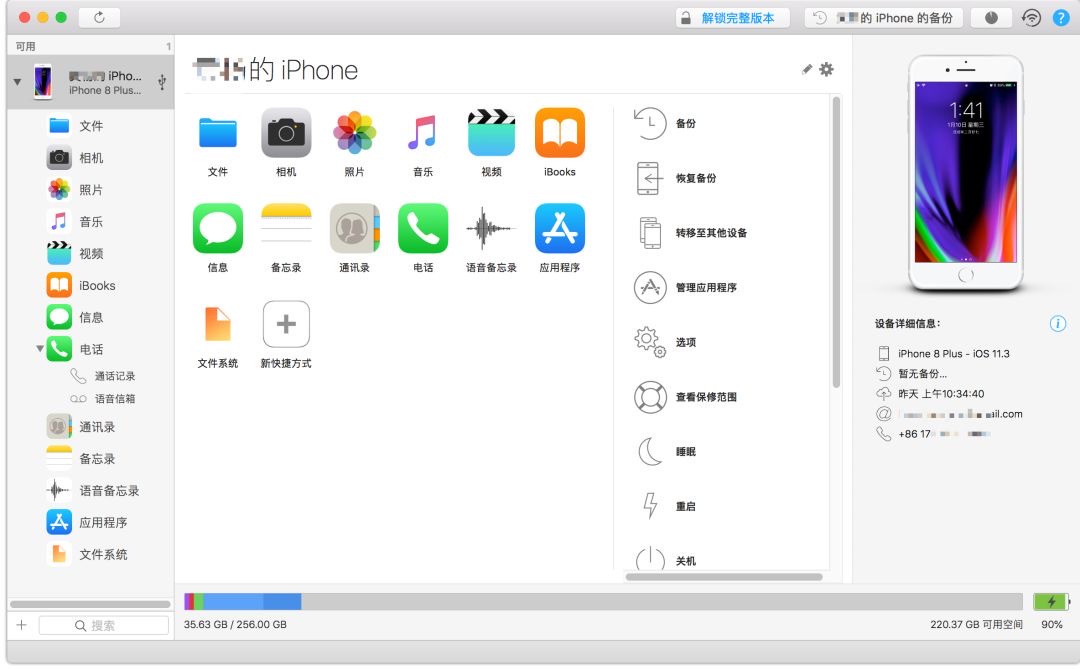 解锁完整版本
的 iPhone 的备份
可用
1
iPho...
iPhone 8 Plus...
文件
相机
照片
音乐
视频
iBooks
信息
电话
通话记录
语音信箱
通讯录
备忘录
语音备忘录
应用程序
文件系统
搜索
的 iPhone
文件
相机
照片
音乐
视频
iBooks
信息
备忘录
通讯录
电话
语音备忘录
应用程序
文件系统
新快捷方式
备份
恢复备份
转移至其他设备
管理应用程序
选项
查看保修范围
睡眠
重启
关机
1:41
1月10日 星期三
设备详细信息：
iPhone 8 Plus - iOS 11.3
暂无备份...
昨天 上午10:34:40
ail.com
+86 17
35.63 GB / 256.00 GB
220.37 GB 可用空间
90%